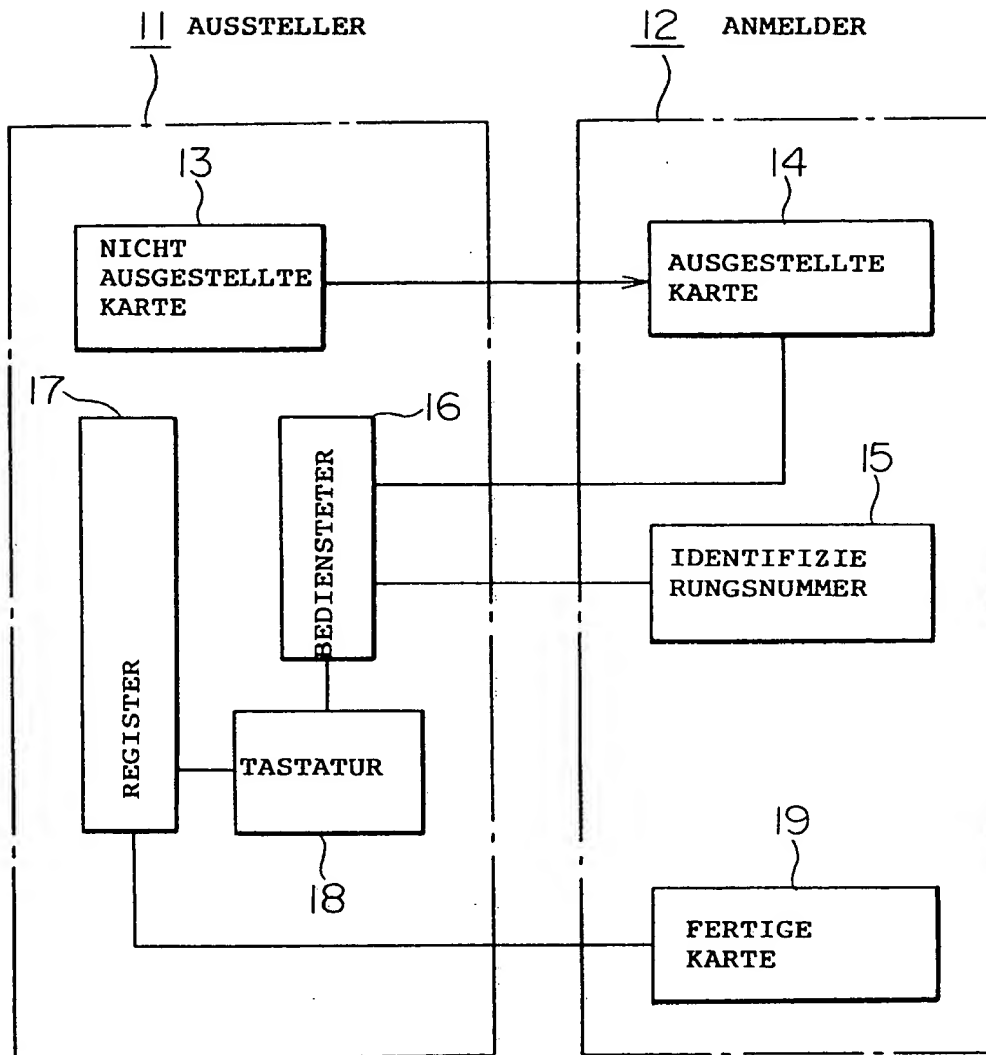 11 AUSSTELLER
12 ANMELDER
13
14
NICHT
AUSGESTELLTE
KARTE
AUSGESTELLTE
KARTE
17
16
15
BEDIENSTETER
IDENTIFIZIE
RUNGSNUMMER
REGISTER
TASTATUR
18
19
FERTIGE
KARTE